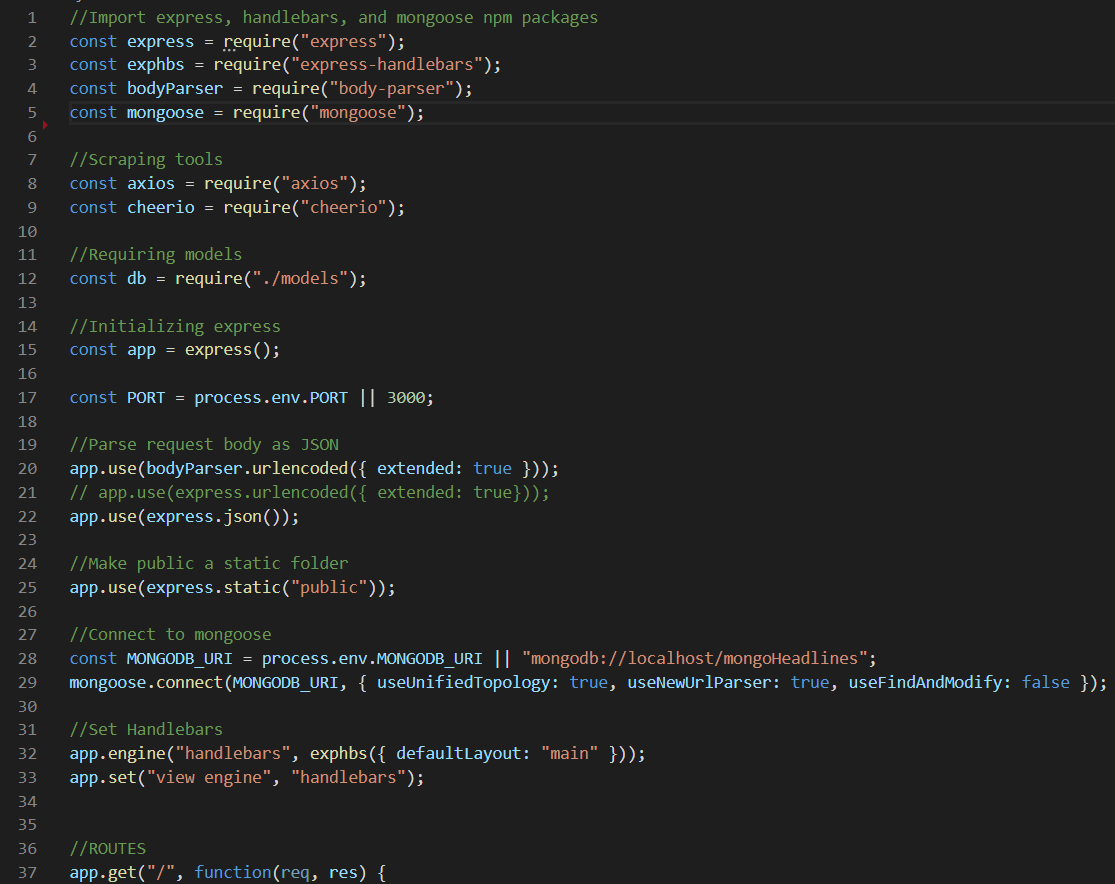 1 //Import express, handlebars, and mongoose npm packages
2 const express = require("express");
3 const exphbs = require("express-handlebars");
4 const bodyParser = require("body-parser");
5 const mongoose = require("mongoose");
6
7 //Scraping tools
8 const axios = require("axios");
9 const cheerio = require("cheerio");
10
11 //Requiring models
12 const db = require("./models");
13
14 //Initializing express
15 const app = express();
16
17 const PORT = process.env.PORT || 3000;
18
19 //Parse request body as JSON
20 app.use(bodyParser.urlencoded({ extended: true }));
21 // app.use(express.urlencoded({ extended: true}));
22 app.use(express.json());
23
24 //Make public a static folder
25 app.use(express.static("public"));
26
27 //Connect to mongoose
28 const MONGODB_URI = process.env.MONGODB_URI || "mongodb://localhost/mongoHeadlines";
29 mongoose.connect(MONGODB_URI, { useUnifiedTopology: true, useNewUrlParser: true, useFindAndModify: false });
30
31 //Set Handlebars
32 app.engine("handlebars", exphbs({ defaultLayout: "main" }));
33 app.set("view engine", "handlebars");
34
35
36 //ROUTES
37 app.get("/", function(req, res) {